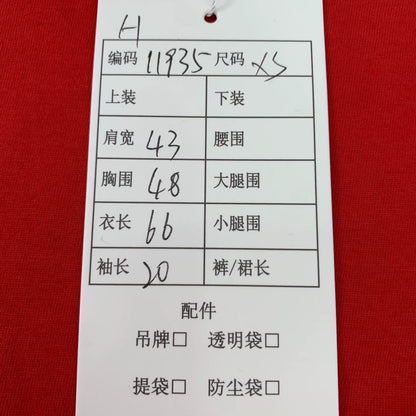 H
编码 11935 尺码 XS
上装 下装
肩宽 43 腰围
胸围 48 大腿围
衣长 66 小腿围
袖长 20 裤/裙长
配件
吊牌□ 透明袋□
提袋□ 防尘袋□